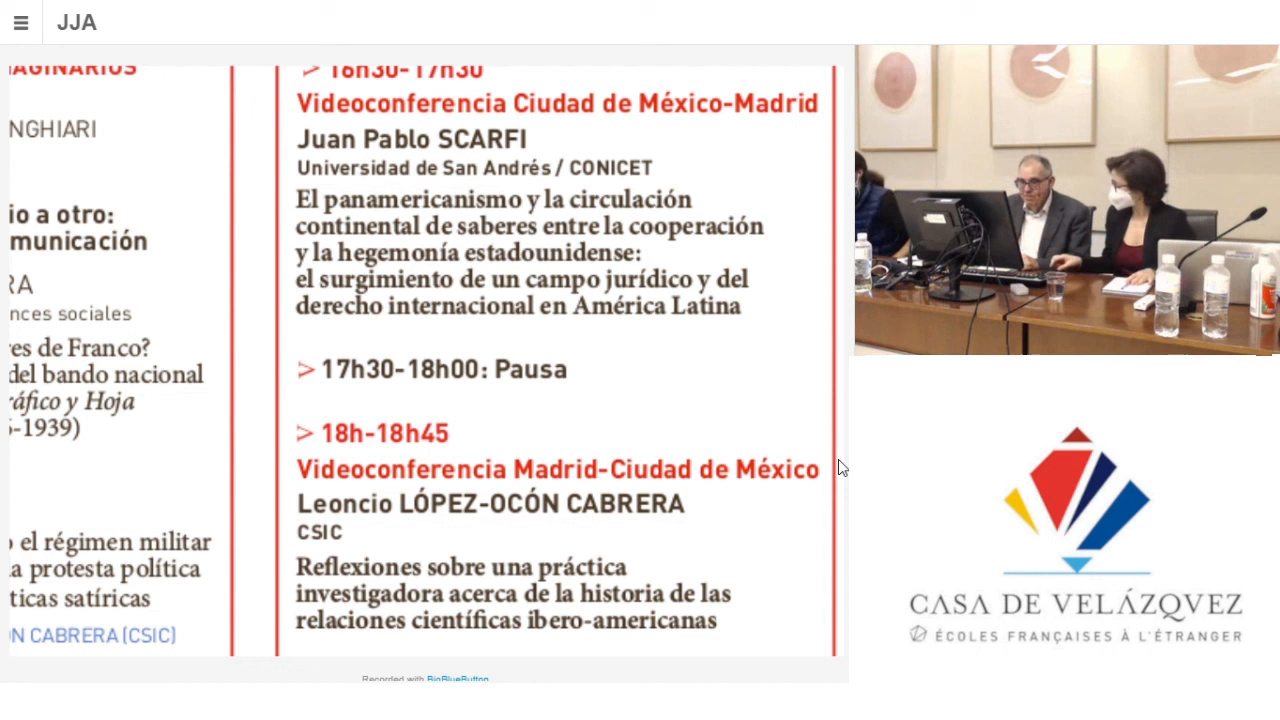 JJA
MAGINARIOS
NGHIARI
io a otro:
municación
RA
nces sociales
res de Franco?
del bando nacional
ráfico y Hoja
-1939)
o el régimen militar
la protesta política
ticas satíricas
ÓN CABRERA (CSIC)
> 16h30-17h30
Videoconferencia Ciudad de México-Madrid
Juan Pablo SCARFI
Universidad de San Andrés / CONICET
El panamericanismo y la circulación
continental de saberes entre la cooperación
y la hegemonía estadounidense:
el surgimiento de un campo jurídico y del
derecho internacional en América Latina
> 17h30-18h00: Pausa
> 18h-18h45
Videoconferencia Madrid-Ciudad de México
Leoncio LÓPEZ-OCÓN CABRERA
CSIC
Reflexiones sobre una práctica
investigadora acerca de la historia de las
relaciones científicas ibero-americanas
Recorded with BigBlueButton
CASA DE VELÁZQVEZ
ÉCOLES FRANÇAISES À L'ÉTRANGER